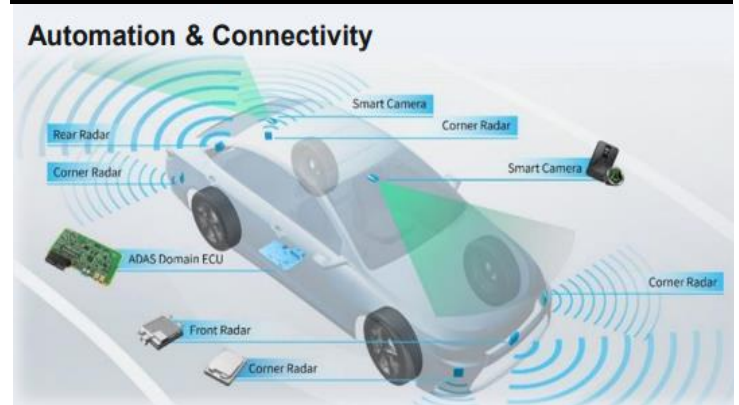 Automation & Connectivity
Smart Camera
Corner Radar
Rear Radar
Corner Radar
Smart Camera
ADAS Domain ECU
Corner Radar
Front Radar
Corner Radar